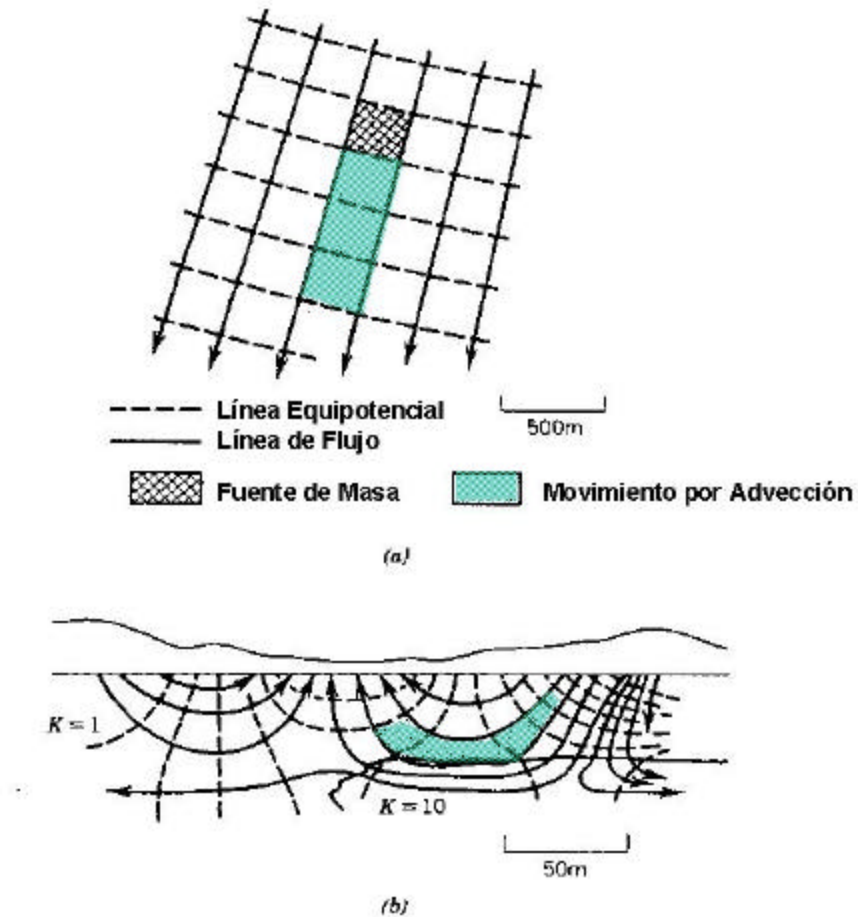 Línea Equipotencial
Línea de Flujo
500m
Fuente de Masa
Movimiento por Advección
(a)
K = 1
K = 10
50m
(b)